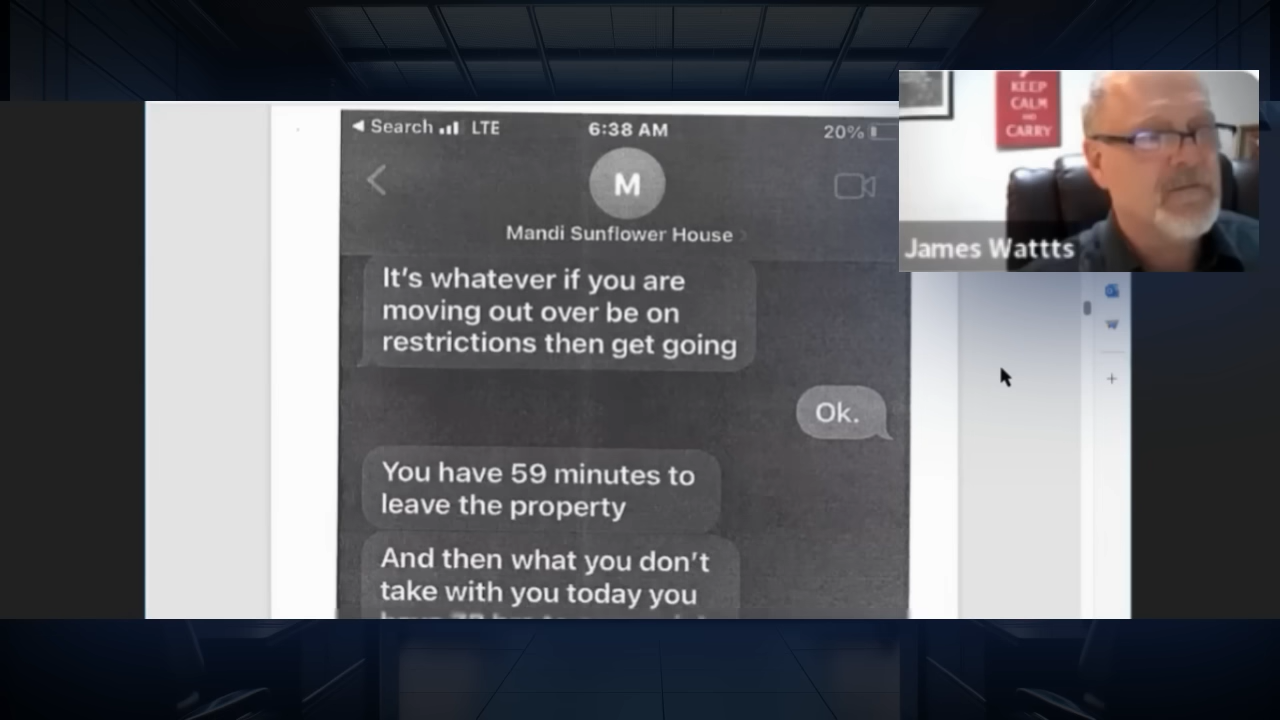 Search LTE
6:38 AM
20%
M
Mandi Sunflower House
It's whatever if you are
moving out over be on
restrictions then get going
Ok.
You have 59 minutes to
leave the property
And then what you don't
take with you today you
KEEP
CALM
AND
CARRY
James Wattts